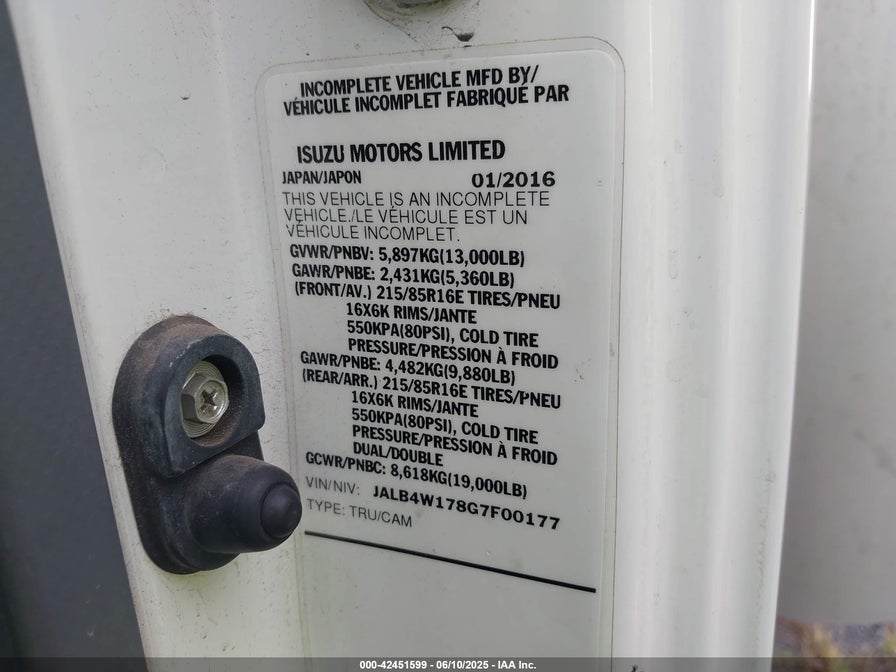 INCOMPLETE VEHICLE MFD BY/
VÉHICULE INCOMPLET FABRIQUÉ PAR
ISUZU MOTORS LIMITED
JAPAN/JAPON 01/2016
THIS VEHICLE IS AN INCOMPLETE
VEHICLE./LE VÉHICULE EST UN
VÉHICULE INCOMPLET.
GVWR/PNBV: 5,897KG(13,000LB)
GAWR/PNBE: 2,431KG(5,360LB)
(FRONT/AV.) 215/85R16E TIRES/PNEU
16X6K RIMS/JANTE
550KPA(80PSI), COLD TIRE
PRESSURE/PRESSION À FROID
GAWR/PNBE: 4,482KG(9,880LB)
(REAR/ARR.) 215/85R16E TIRES/PNEU
16X6K RIMS/JANTE
550KPA(80PSI), COLD TIRE
PRESSURE/PRESSION À FROID
DUAL/DOUBLE
GCWR/PNBC: 8,618KG(19,000LB)
VIN/NIV: JALB4W178G7F00177
TYPE: TRU/CAM
000-42451599 - 06/10/2025 - IAA Inc.